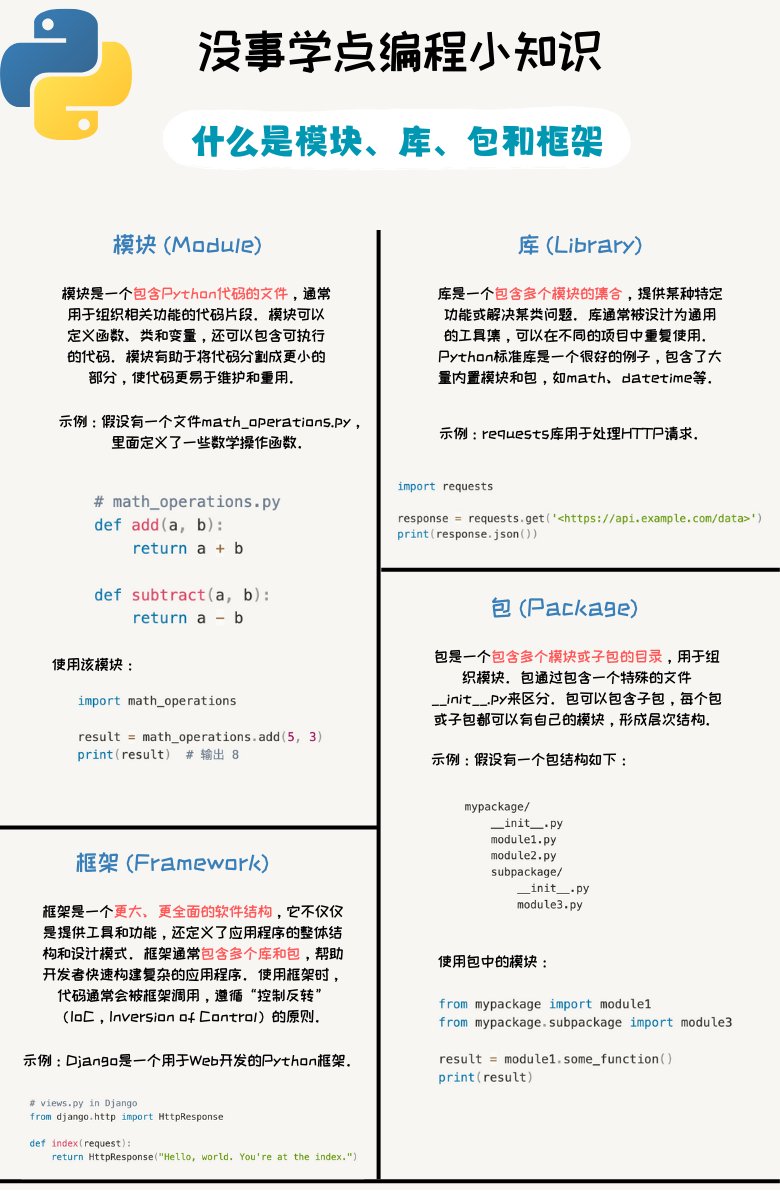 没事学点编程小知识
什么是模块、库、包和框架
模块 (Module)
模块是一个包含Python代码的文件，通常
用于组织相关功能的代码片段. 模块可以
定义函数、类和变量，还可以包含可执行
的代码. 模块有助于将代码分割成更小的
部分，使代码更易于维护和重用.
示例：假设有一个文件math_operations.py，
里面定义了一些数学操作函数.
# math_operations.py
def add(a, b):
    return a + b
def subtract(a, b):
    return a - b
使用该模块：
import math_operations
result = math_operations.add(5, 3)
print(result)  # 输出 8
库 (Library)
库是一个包含多个模块的集合，提供某种特定
功能或解决某类问题. 库通常被设计为通用
的工具集，可以在不同的项目中重复使用.
Python标准库是一个很好的例子，包含了大
量内置模块和包，如math、datetime等.
示例：requests库用于处理HTTP请求.
import requests
response = requests.get('<https://api.example.com/data>')
print(response.json())
包 (Package)
包是一个包含多个模块或子包的目录，用于组
织模块. 包通过包含一个特殊的文件
__init__.py来区分. 包可以包含子包，每个包
或子包都可以有自己的模块，形成层次结构.
示例：假设有一个包结构如下：
mypackage/
    __init__.py
    module1.py
    module2.py
    subpackage/
        __init__.py
        module3.py
使用包中的模块：
from mypackage import module1
from mypackage.subpackage import module3
result = module1.some_function()
print(result)
框架 (Framework)
框架是一个更大、更全面的软件结构，它不仅仅
是提供工具和功能，还定义了应用程序的整体结
构和设计模式. 框架通常包含多个库和包，帮助
开发者快速构建复杂的应用程序. 使用框架时，
代码通常会被框架调用，遵循“控制反转”
（IoC，Inversion of Control）的原则.
示例：Django是一个用于Web开发的Python框架.
# views.py in Django
from django.http import HttpResponse
def index(request):
    return HttpResponse("Hello, world. You're at the index.")